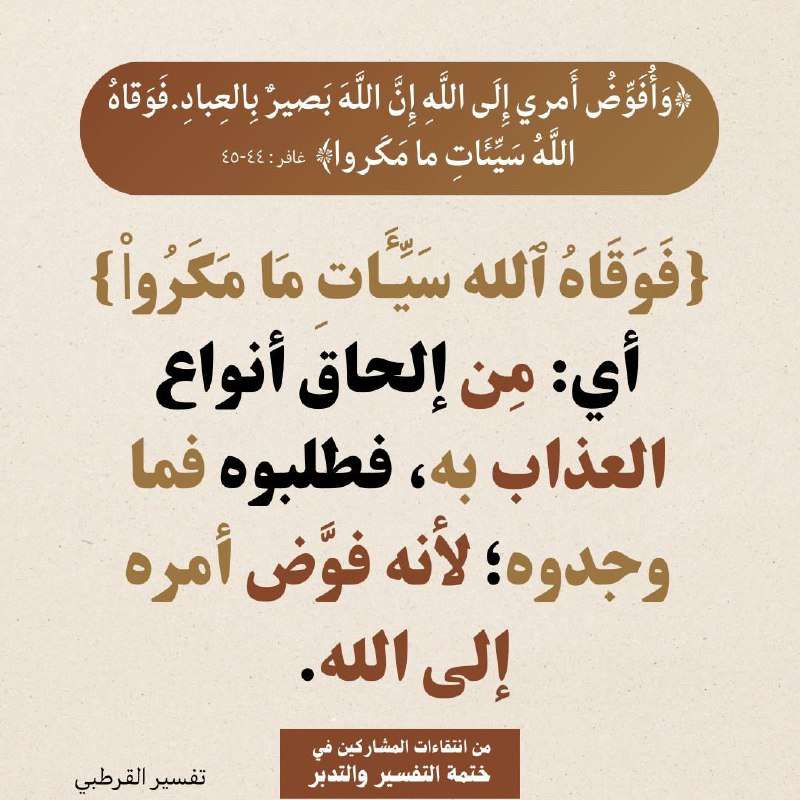 ﴿وَأُفَوِّضُ أَمري إِلَى اللَّهِ إِنَّ اللَّهَ بَصيرٌ بِالعِبادِ.فَوَقاهُ
اللَّهُ سَيِّئَاتِ ما مَكَروا﴾ غافر: ٤٤-٤٥
{فَوَقَاهُ ٱلله سَيِّـَٔاتِ مَا مَكَرُوا۟}
أي: مِن إلحاقِ أنواع
العذاب به، فطلبوه فما
وجدوه؛ لأنه فوَّض أمره
إلى الله.
من انتقاءات المشاركين في
ختمة التفسير والتدبر
تفسير القرطبي